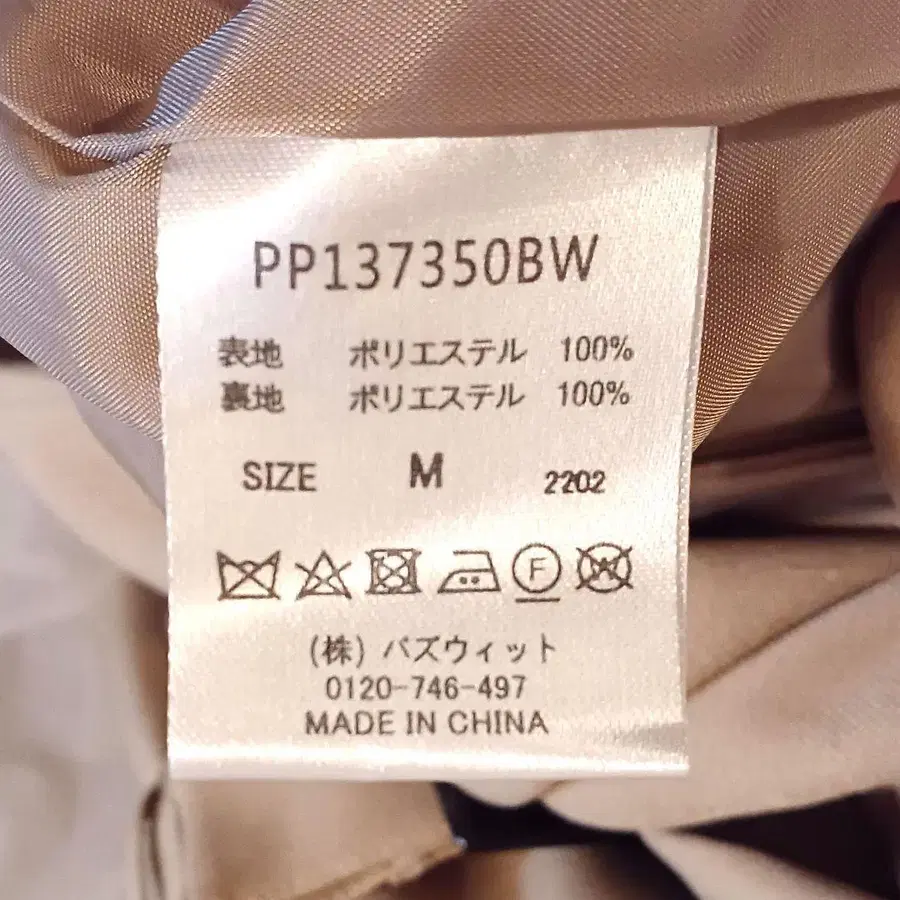 PP137350BW
表地 ポリエステル 100%
裏地 ポリエステル 100%
SIZE M 2202
F W
(株) バズウィット
0120-746-497
MADE IN CHINA